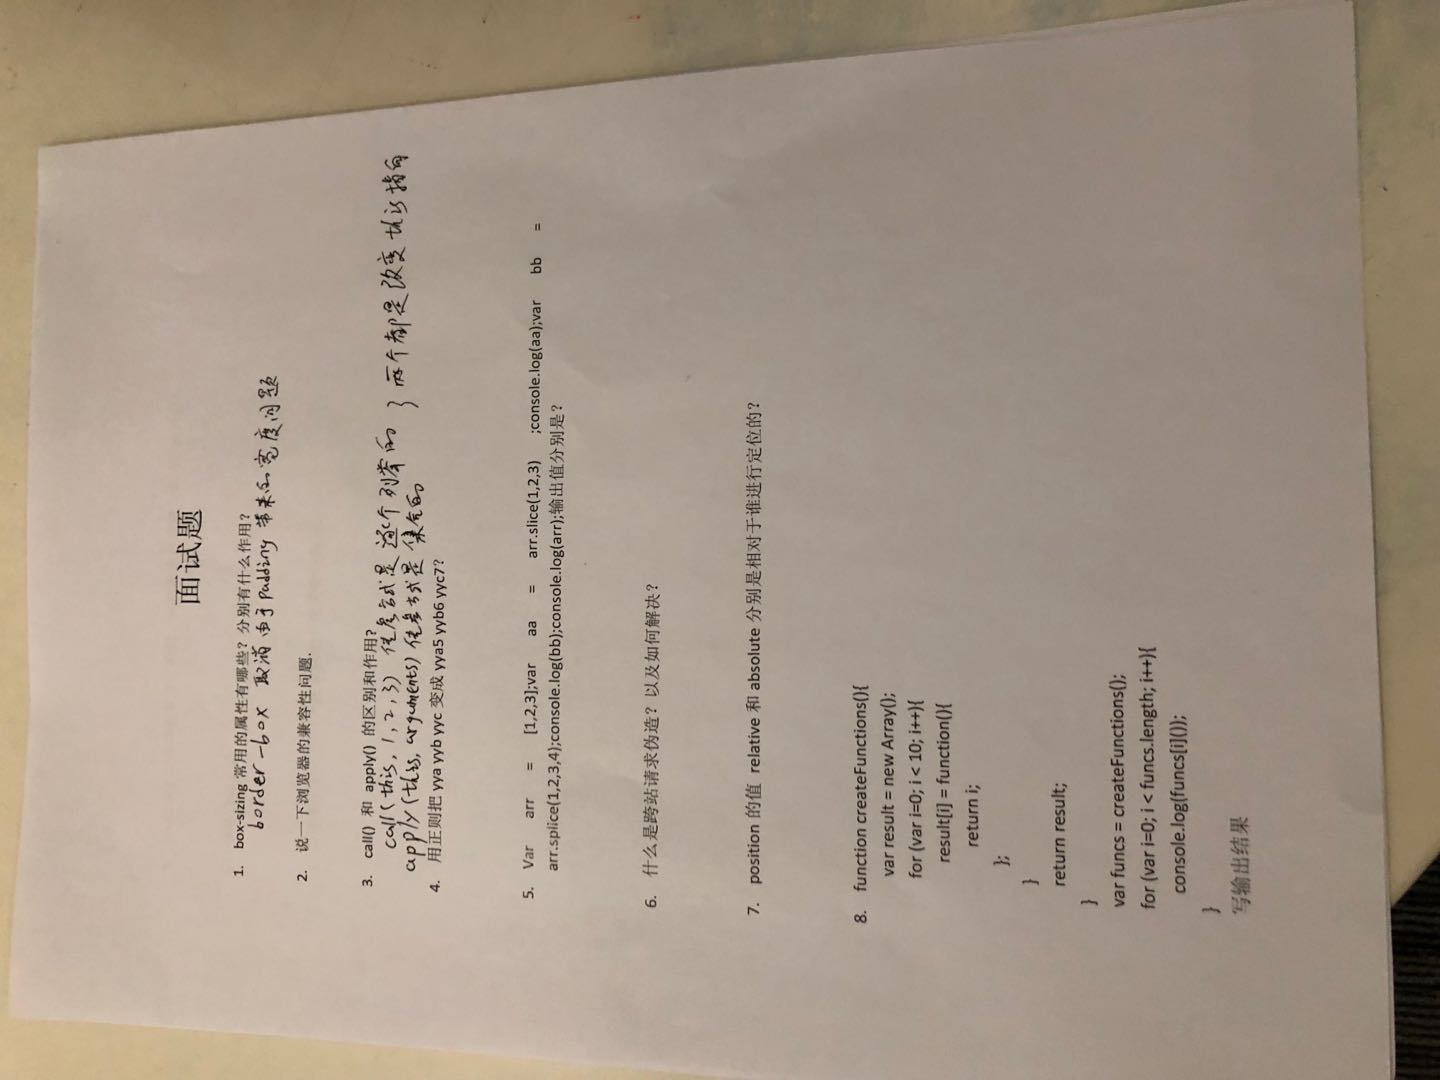 面试题
1. box-sizing 常用的属性有哪些？分别有什么作用？
border-box 取消由于padding 带来的宽度问题
2. 说一下浏览器的兼容性问题.
3. call() 和 apply() 的区别和作用?
call(this, 1, 2, 3) 传参方式是逐个列举的
apply(this, arguments) 传参方式是集合的
} 两个都是改变this指向
4. 用正则把 yya yyb yyc 变成 yya5 yyb6 yyc7?
5. Var arr = [1,2,3];var aa = arr.slice(1,2,3) ;console.log(aa);var bb =
arr.splice(1,2,3,4);console.log(bb);console.log(arr);输出值分别是？
6. 什么是跨站请求伪造？以及如何解决？
7. position 的值 relative 和 absolute 分别是相对于谁进行定位的？
8. function createFunctions(){
var result = new Array();
for (var i=0; i < 10; i++){
result[i] = function(){
return i;
};
}
return result;
}
var funcs = createFunctions();
for (var i=0; i < funcs.length; i++){
console.log(funcs[i]());
}
写输出结果